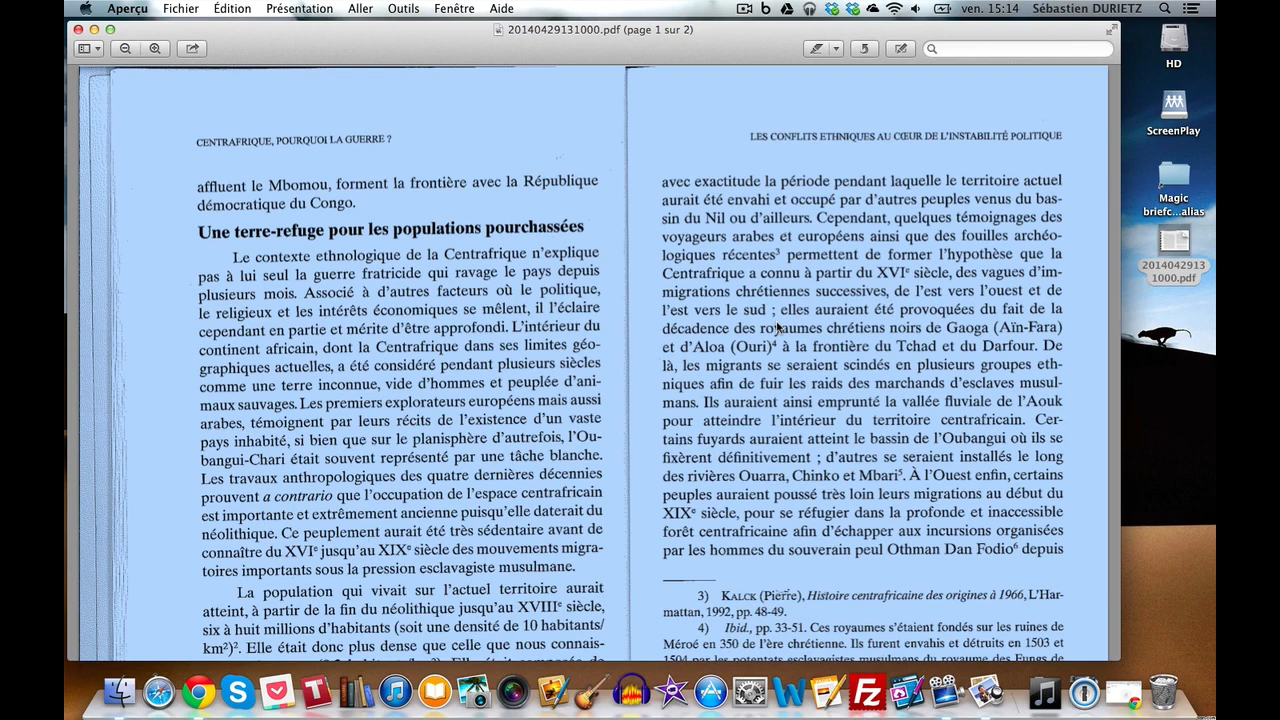 Aperçu Fichier Édition Présentation Aller Outils Fenêtre Aide ven. 15:14 Sébastien DURIETZ
20140429131000.pdf (page 1 sur 2)
HD
ScreenPlay
Magic
briefc...alias
2014042913
1000.pdf
CENTRAFRIQUE, POURQUOI LA GUERRE ?
affluent le Mbomou, forment la frontière avec la République
démocratique du Congo.
Une terre-refuge pour les populations pourchassées
Le contexte ethnologique de la Centrafrique n'explique
pas à lui seul la guerre fratricide qui ravage le pays depuis
plusieurs mois. Associé à d'autres facteurs où le politique,
le religieux et les intérêts économiques se mêlent, il l'éclaire
cependant en partie et mérite d'être approfondi. L'intérieur du
continent africain, dont la Centrafrique dans ses limites géo-
graphiques actuelles, a été considéré pendant plusieurs siècles
comme une terre inconnue, vide d'hommes et peuplée d'ani-
maux sauvages. Les premiers explorateurs européens mais aussi
arabes, témoignent par leurs récits de l'existence d'un vaste
pays inhabité, si bien que sur le planisphère d'autrefois, l'Ou-
bangui-Chari était souvent représenté par une tâche blanche.
Les travaux anthropologiques des quatre dernières décennies
prouvent a contrario que l'occupation de l'espace centrafricain
est importante et extrêmement ancienne puisqu'elle daterait du
néolithique. Ce peuplement aurait été très sédentaire avant de
connaître du XVIe jusqu'au XIXe siècle des mouvements migra-
toires importants sous la pression esclavagiste musulmane.
La population qui vivait sur l'actuel territoire aurait
atteint, à partir de la fin du néolithique jusqu'au XVIIIe siècle,
six à huit millions d'habitants (soit une densité de 10 habitants/
km2)2. Elle était donc plus dense que celle que nous connais-
LES CONFLITS ETHNIQUES AU CŒUR DE L'INSTABILITÉ POLITIQUE
avec exactitude la période pendant laquelle le territoire actuel
aurait été envahi et occupé par d'autres peuples venus du bas-
sin du Nil ou d'ailleurs. Cependant, quelques témoignages des
voyageurs arabes et européens ainsi que des fouilles archéo-
logiques récentes3 permettent de former l'hypothèse que la
Centrafrique a connu à partir du XVIe siècle, des vagues d'im-
migrations chrétiennes successives, de l'est vers l'ouest et de
l'est vers le sud ; elles auraient été provoquées du fait de la
décadence des royaumes chrétiens noirs de Gaoga (Aïn-Fara)
et d'Aloa (Ouri)4 à la frontière du Tchad et du Darfour. De
là, les migrants se seraient scindés en plusieurs groupes eth-
niques afin de fuir les raids des marchands d'esclaves musul-
mans. Ils auraient ainsi emprunté la vallée fluviale de l'Aouk
pour atteindre l'intérieur du territoire centrafricain. Cer-
tains fuyards auraient atteint le bassin de l'Oubangui où ils se
fixèrent définitivement ; d'autres se seraient installés le long
des rivières Ouarra, Chinko et Mbari5. À l'Ouest enfin, certains
peuples auraient poussé très loin leurs migrations au début du
XIXe siècle, pour se réfugier dans la profonde et inaccessible
forêt centrafricaine afin d'échapper aux incursions organisées
par les hommes du souverain peul Othman Dan Fodio6 depuis
3) KALCK (Pierre), Histoire centrafricaine des origines à 1966, L'Har-
mattan, 1992, pp. 48-49.
4) Ibid., pp. 33-51. Ces royaumes s'étaient fondés sur les ruines de
Méroé en 350 de l'ère chrétienne. Ils furent envahis et détruits en 1503 et
1504 par les potentats esclavagistes musulmans du royaume des Fungs de